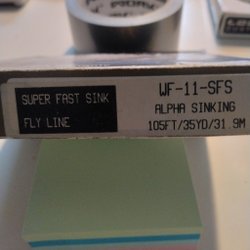 SUPER FAST SINK
FLY LINE
WF-11-SFS
ALPHA SINKING
105FT/35YD/31.9M